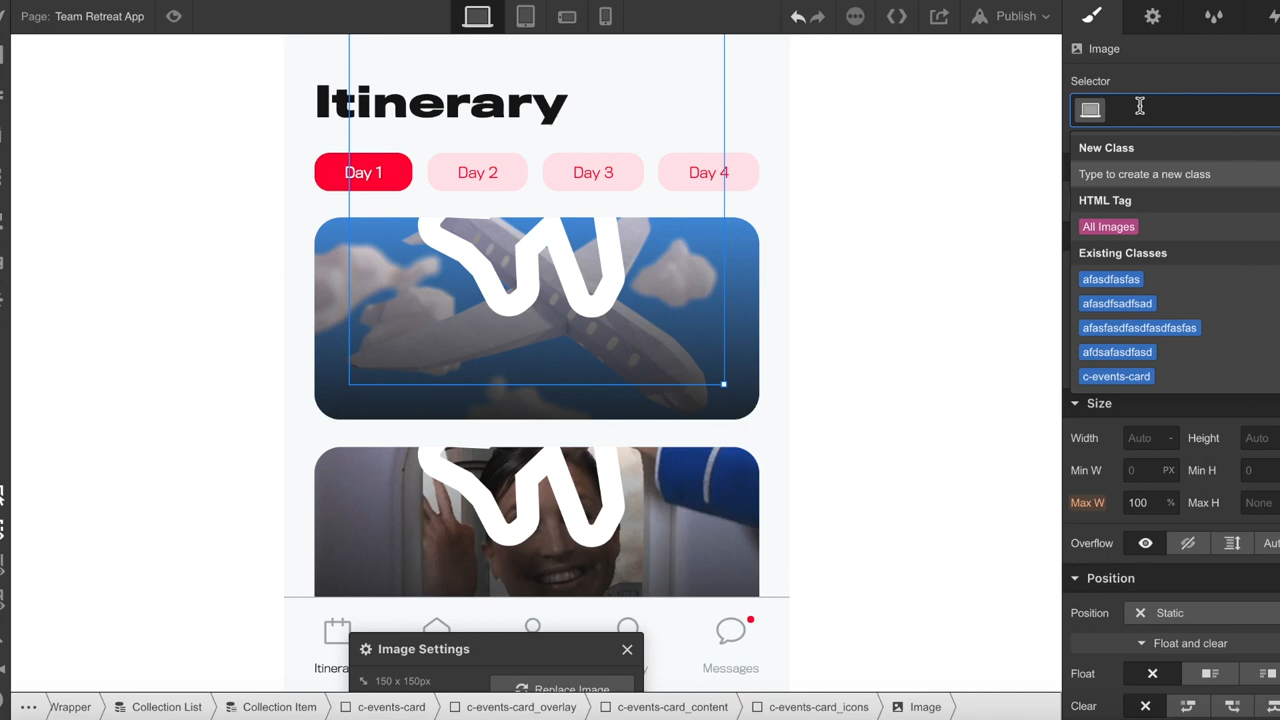 Page: Team Retreat App
Publish
Image
Selector
New Class
Type to create a new class
HTML Tag
All Images
Existing Classes
afasdfasfas
afasdfsadfsad
afasfasdfasdfasdfasfas
afdsafasdfasd
c-events-card
Size
Width Auto - Height Auto
Min W 0 PX Min H 0
Max W 100 % Max H None
Overflow
Position
Position Static
Float and clear
Float
Clear
Itinerary
Day 1 Day 2 Day 3 Day 4
Messages
Image Settings
150 x 150px
Replace Image
Wrapper Collection List Collection Item c-events-card c-events-card_overlay c-events-card_content c-events-card_icons Image